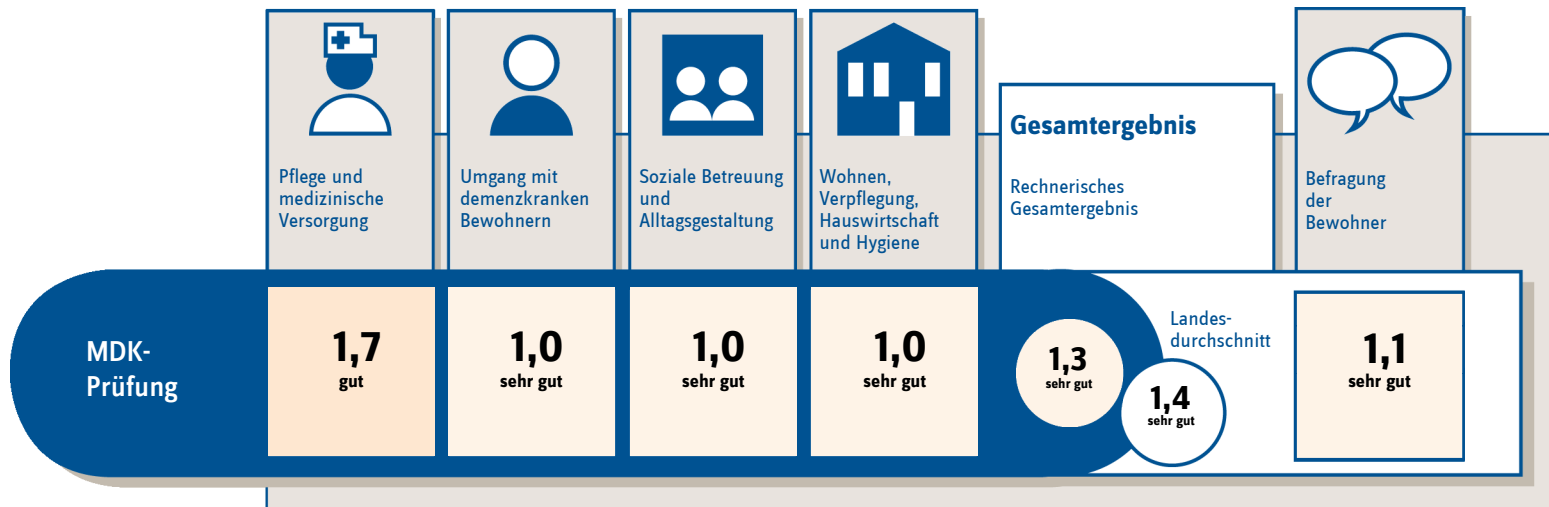 Pflege und
medizinische
Versorgung
Umgang mit
demenzkranken
Bewohnern
Soziale Betreuung
und
Alltagsgestaltung
Wohnen,
Verpflegung,
Hauswirtschaft
und Hygiene
Gesamtergebnis
Rechnerisches
Gesamtergebnis
Befragung
der
Bewohner
MDK-
Prüfung
1,7
gut
1,0
sehr gut
1,0
sehr gut
1,0
sehr gut
1,3
sehr gut
Landes-
durchschnitt
1,4
sehr gut
1,1
sehr gut